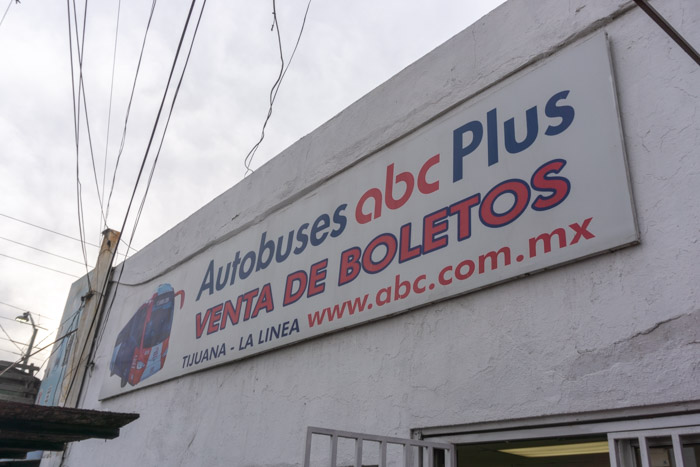 Autobuses abc Plus
VENTA DE BOLETOS
TIJUANA - LA LINEA www.abc.com.mx